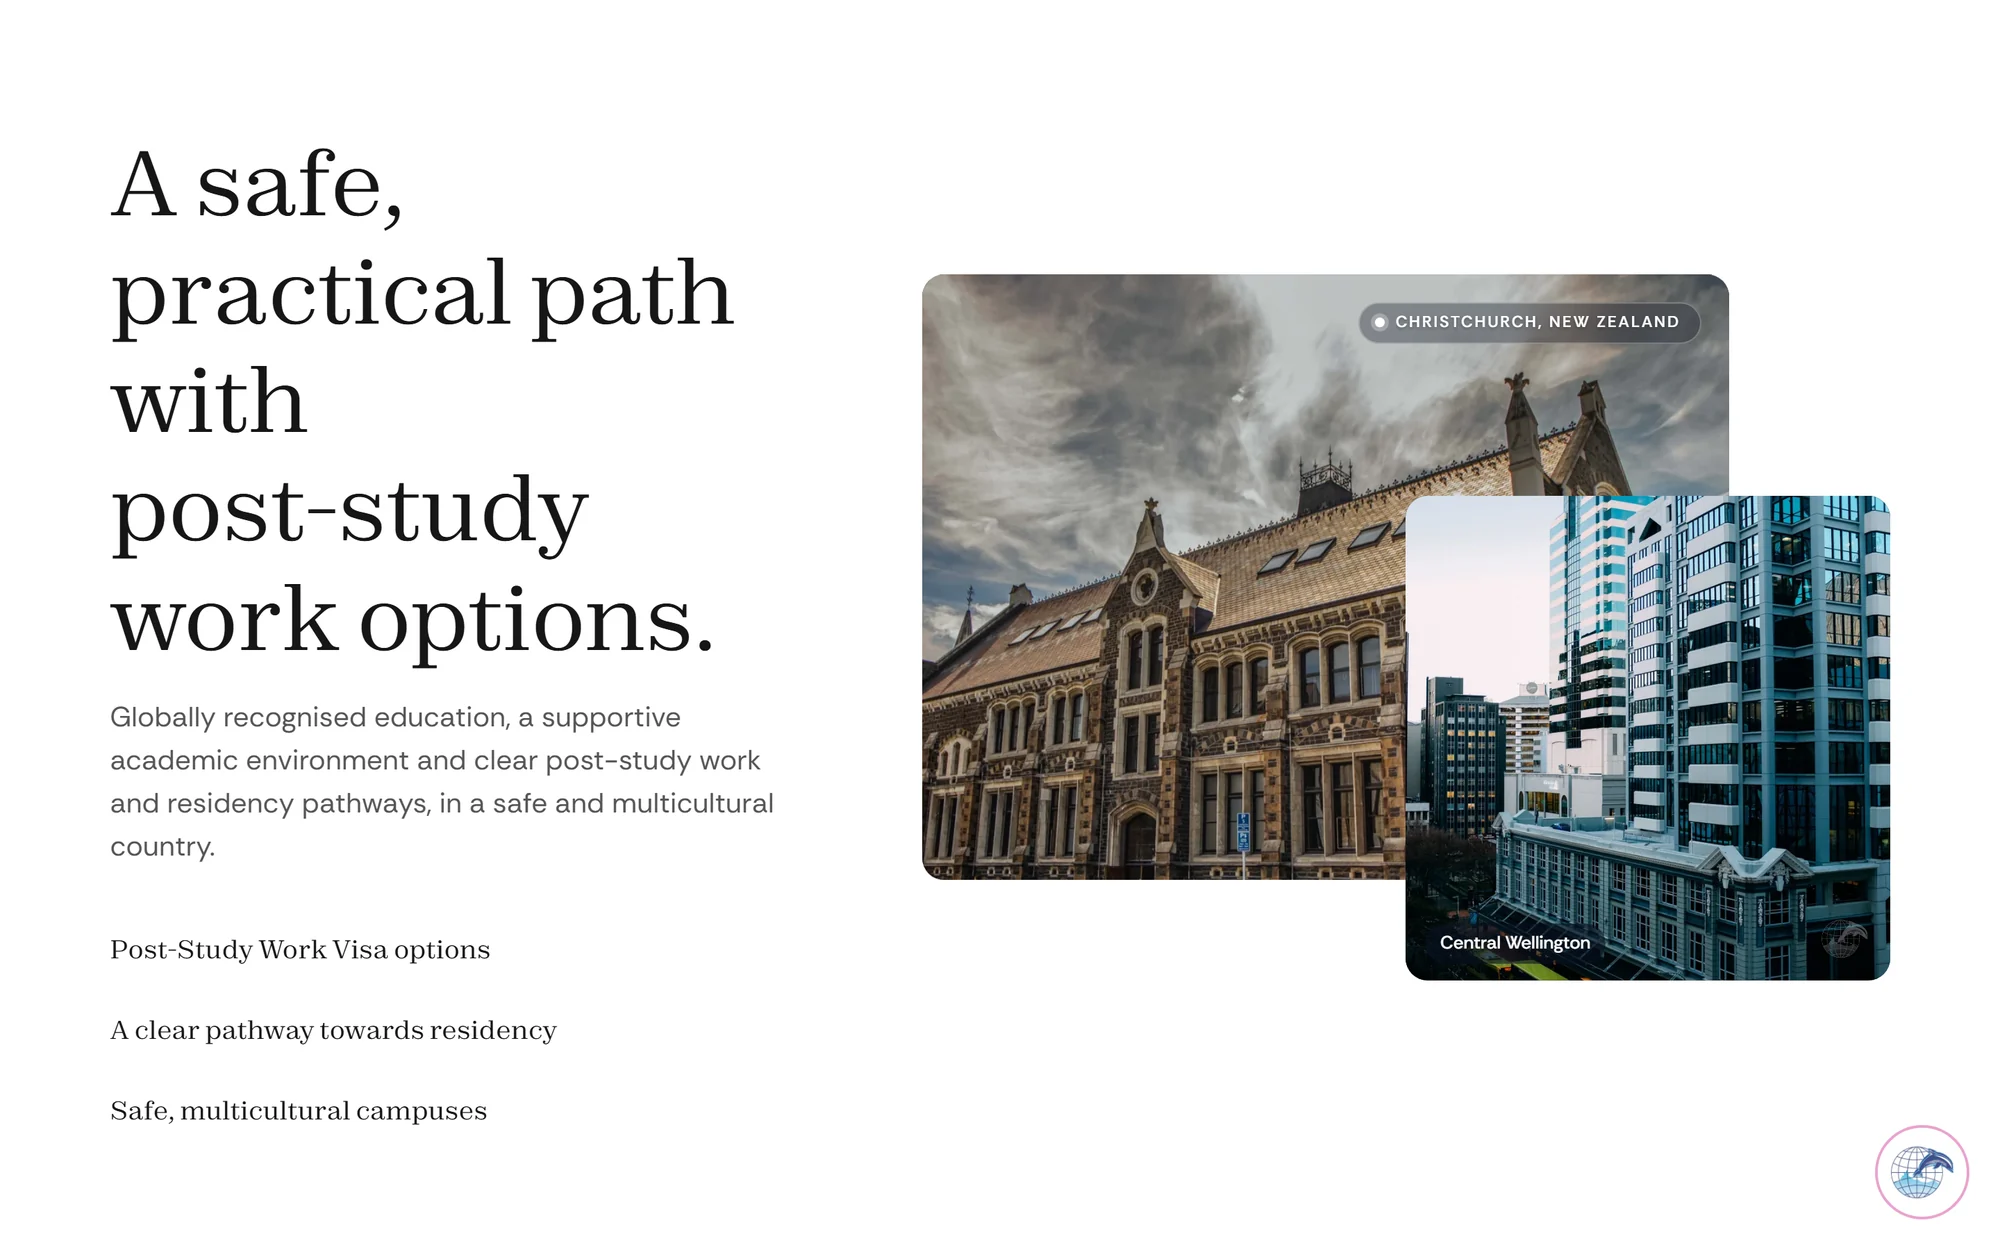 A safe,
practical path
with
post-study
work options.
Globally recognised education, a supportive
academic environment and clear post-study work
and residency pathways, in a safe and multicultural
country.
Post-Study Work Visa options
A clear pathway towards residency
Safe, multicultural campuses
CHRISTCHURCH, NEW ZEALAND
Central Wellington